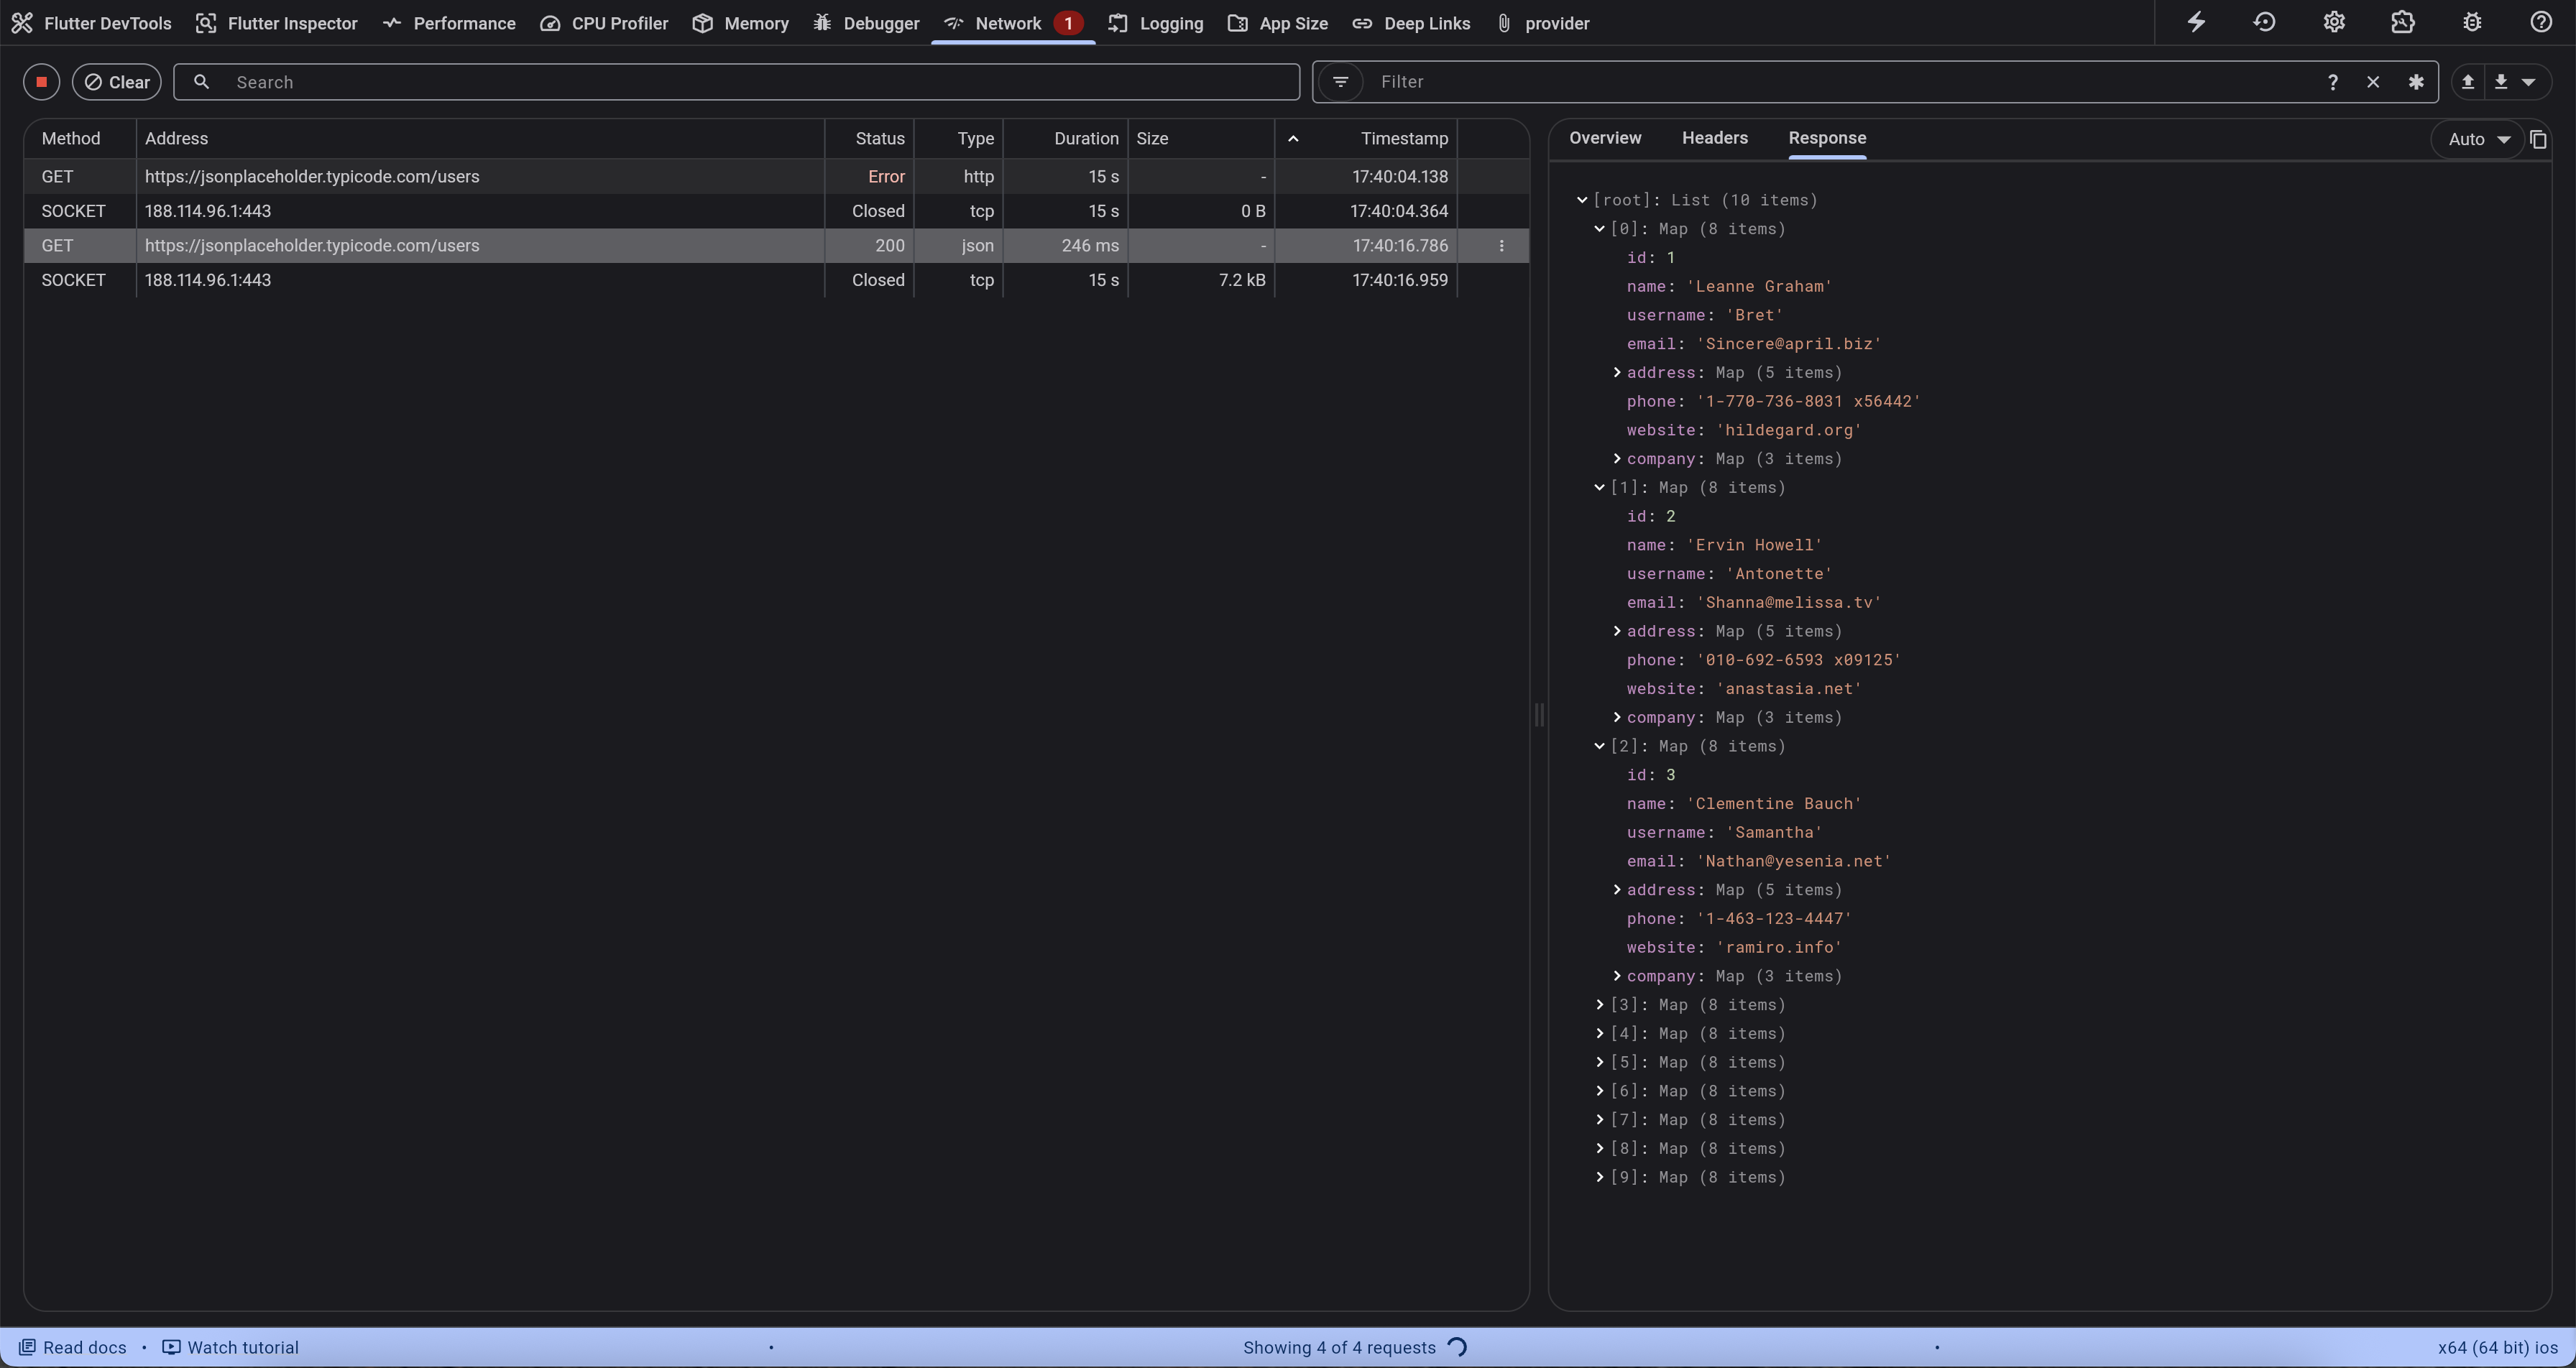 Flutter DevTools Flutter Inspector Performance CPU Profiler Memory Debugger Network 1 Logging App Size Deep Links provider
Clear Search Filter ?
Method Address Status Type Duration Size Timestamp
GET https://jsonplaceholder.typicode.com/users Error http 15 s - 17:40:04.138
SOCKET 188.114.96.1:443 Closed tcp 15 s 0 B 17:40:04.364
GET https://jsonplaceholder.typicode.com/users 200 json 246 ms - 17:40:16.786
SOCKET 188.114.96.1:443 Closed tcp 15 s 7.2 kB 17:40:16.959
Overview Headers Response Auto
[root]: List (10 items)
[0]: Map (8 items)
id: 1
name: 'Leanne Graham'
username: 'Bret'
email: 'Sincere@april.biz'
address: Map (5 items)
phone: '1-770-736-8031 x56442'
website: 'hildegard.org'
company: Map (3 items)
[1]: Map (8 items)
id: 2
name: 'Ervin Howell'
username: 'Antonette'
email: 'Shanna@melissa.tv'
address: Map (5 items)
phone: '010-692-6593 x09125'
website: 'anastasia.net'
company: Map (3 items)
[2]: Map (8 items)
id: 3
name: 'Clementine Bauch'
username: 'Samantha'
email: 'Nathan@yesenia.net'
address: Map (5 items)
phone: '1-463-123-4447'
website: 'ramiro.info'
company: Map (3 items)
[3]: Map (8 items)
[4]: Map (8 items)
[5]: Map (8 items)
[6]: Map (8 items)
[7]: Map (8 items)
[8]: Map (8 items)
[9]: Map (8 items)
Read docs • Watch tutorial • Showing 4 of 4 requests • x64 (64 bit) ios